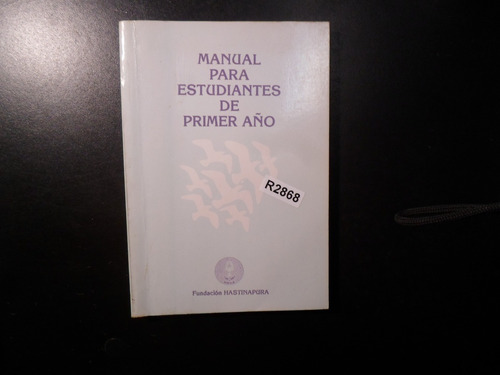 MANUAL
PARA
ESTUDIANTES
DE
PRIMER AÑO
R2868
Fundación HASTINAPURA